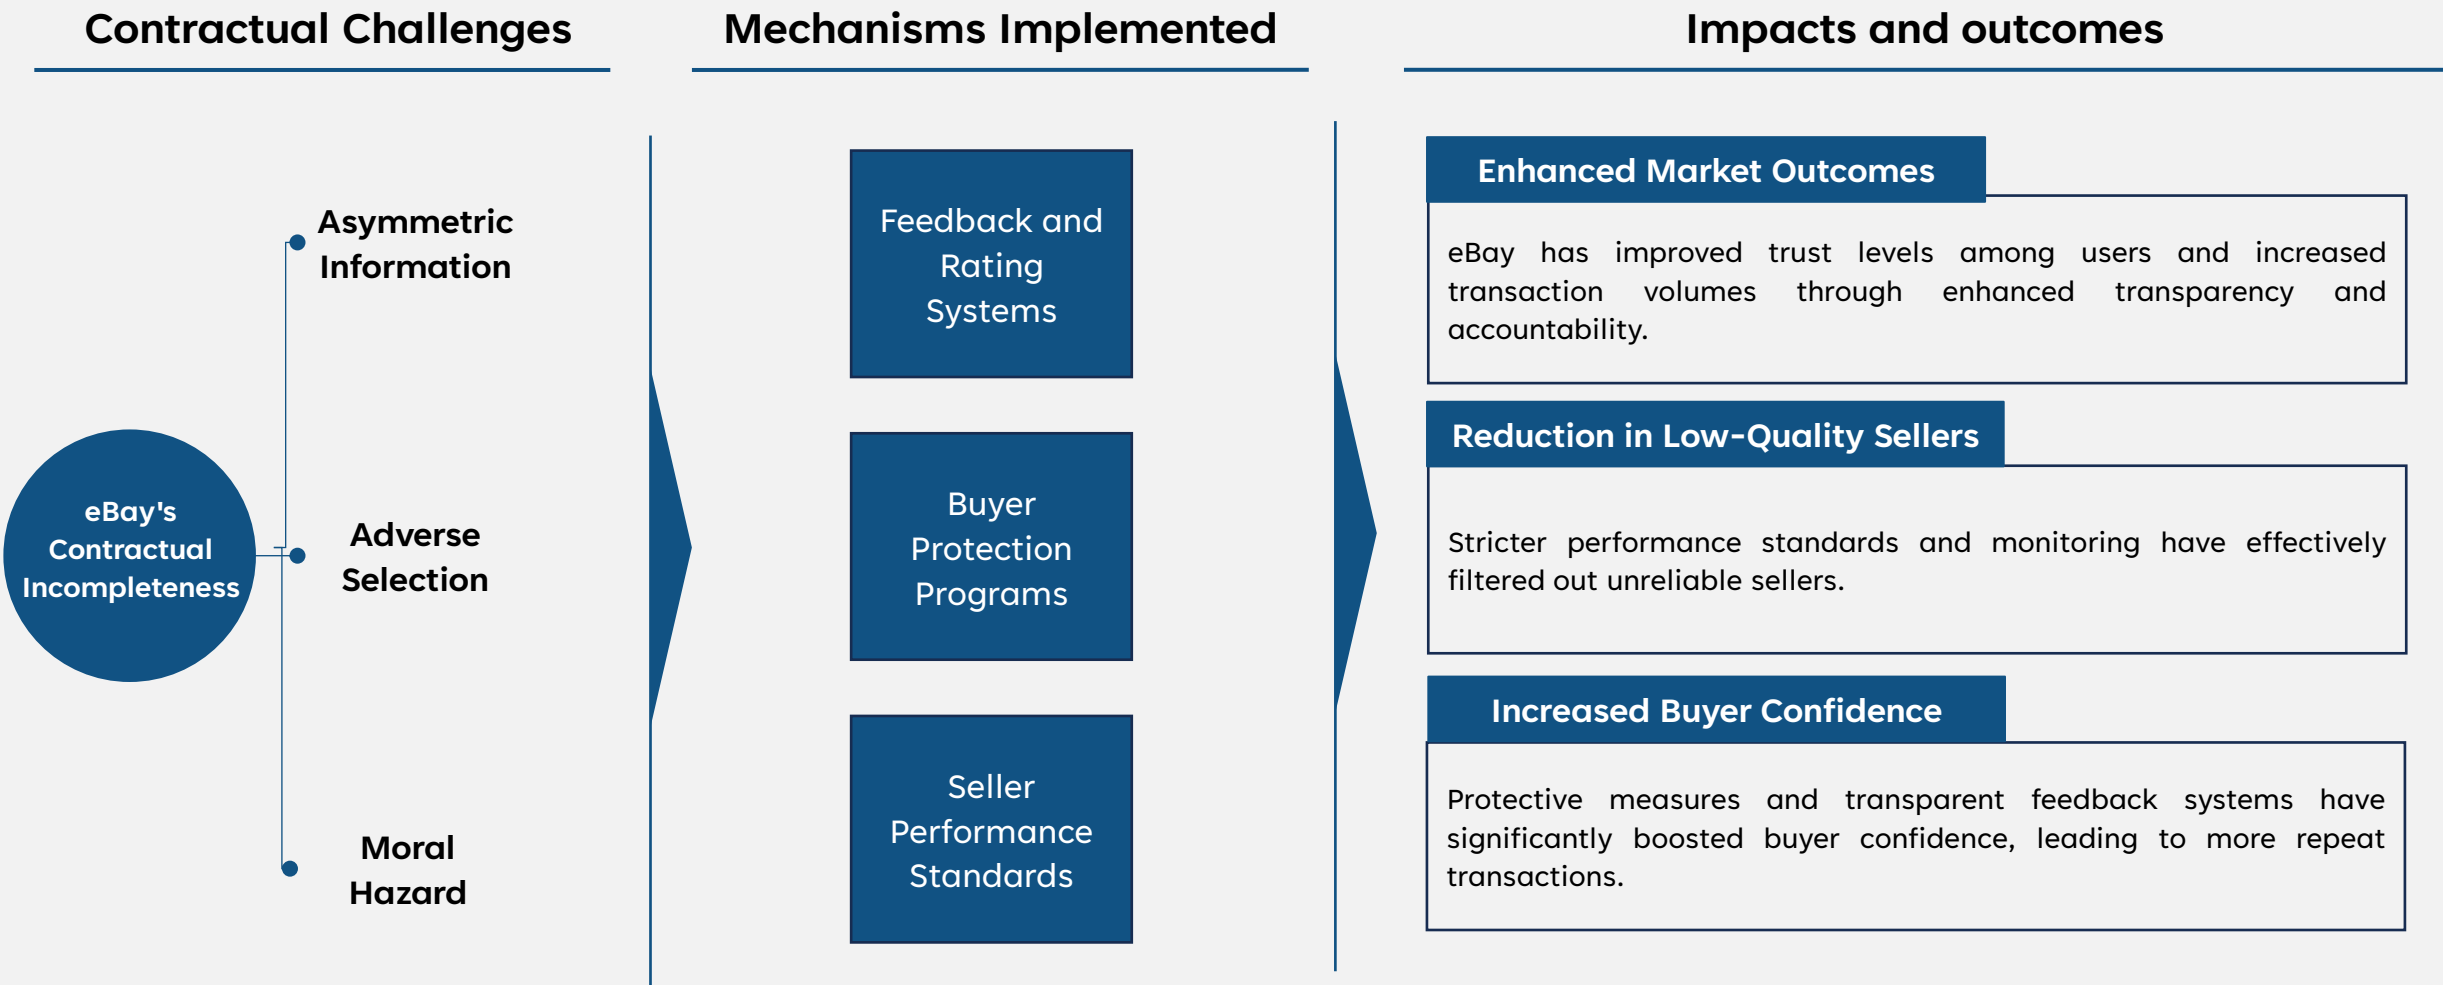 Contractual Challenges
Mechanisms Implemented
Impacts and outcomes
eBay's
Contractual
Incompleteness
Asymmetric
Information
Adverse
Selection
Moral
Hazard
Feedback and
Rating
Systems
Buyer
Protection
Programs
Seller
Performance
Standards
Enhanced Market Outcomes
eBay has improved trust levels among users and increased
transaction volumes through enhanced transparency and
accountability.
Reduction in Low-Quality Sellers
Stricter performance standards and monitoring have effectively
filtered out unreliable sellers.
Increased Buyer Confidence
Protective measures and transparent feedback systems have
significantly boosted buyer confidence, leading to more repeat
transactions.